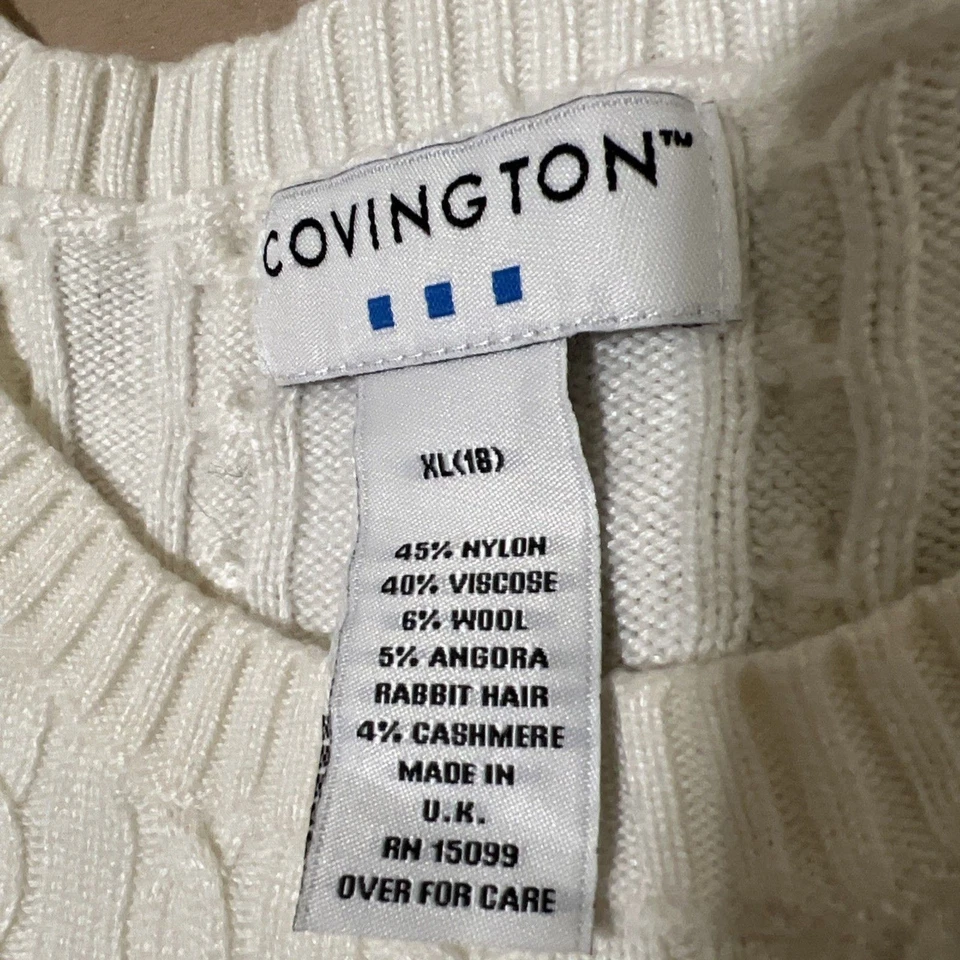 COVINGTON™
XL(18)
45% NYLON
40% VISCOSE
6% WOOL
5% ANGORA
RABBIT HAIR
4% CASHMERE
MADE IN
U.K.
RN 15099
OVER FOR CARE